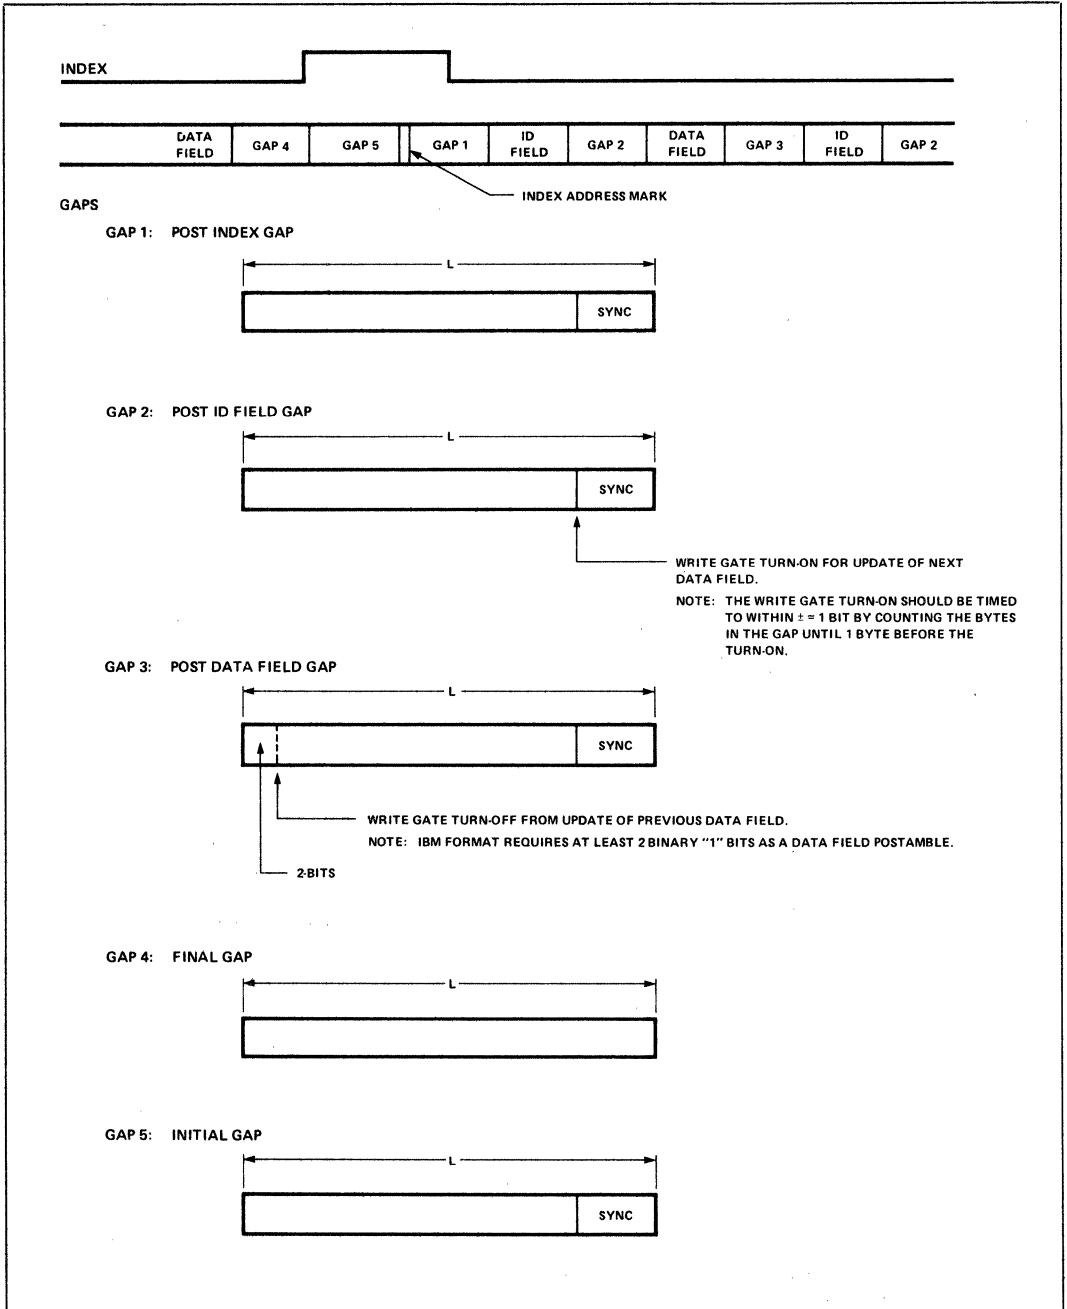 INDEX
DATA FIELD GAP 4 GAP 5 GAP 1 ID FIELD GAP 2 DATA FIELD GAP 3 ID FIELD GAP 2
INDEX ADDRESS MARK
GAPS
GAP 1: POST INDEX GAP
L
SYNC
GAP 2: POST ID FIELD GAP
L
SYNC
WRITE GATE TURN-ON FOR UPDATE OF NEXT
DATA FIELD.
NOTE: THE WRITE GATE TURN-ON SHOULD BE TIMED
TO WITHIN ± = 1 BIT BY COUNTING THE BYTES
IN THE GAP UNTIL 1 BYTE BEFORE THE
TURN-ON.
GAP 3: POST DATA FIELD GAP
L
SYNC
WRITE GATE TURN-OFF FROM UPDATE OF PREVIOUS DATA FIELD.
NOTE: IBM FORMAT REQUIRES AT LEAST 2 BINARY "1" BITS AS A DATA FIELD POSTAMBLE.
2-BITS
GAP 4: FINAL GAP
L
GAP 5: INITIAL GAP
L
SYNC